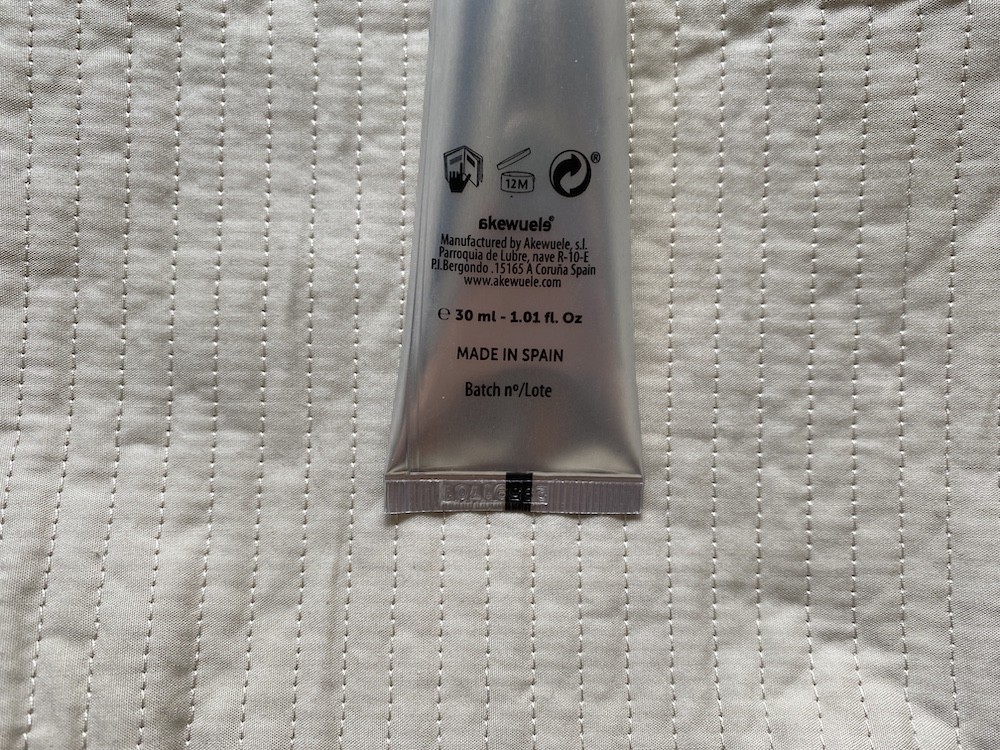 12M
®
akewuele®
Manufactured by Akewuele, s.l.
Parroquia de Lubre, nave R-10-E
P.I.Bergondo .15165 A Coruña Spain
www.akewuele.com
℮ 30 ml - 1.01 fl. Oz
MADE IN SPAIN
Batch nº/Lote